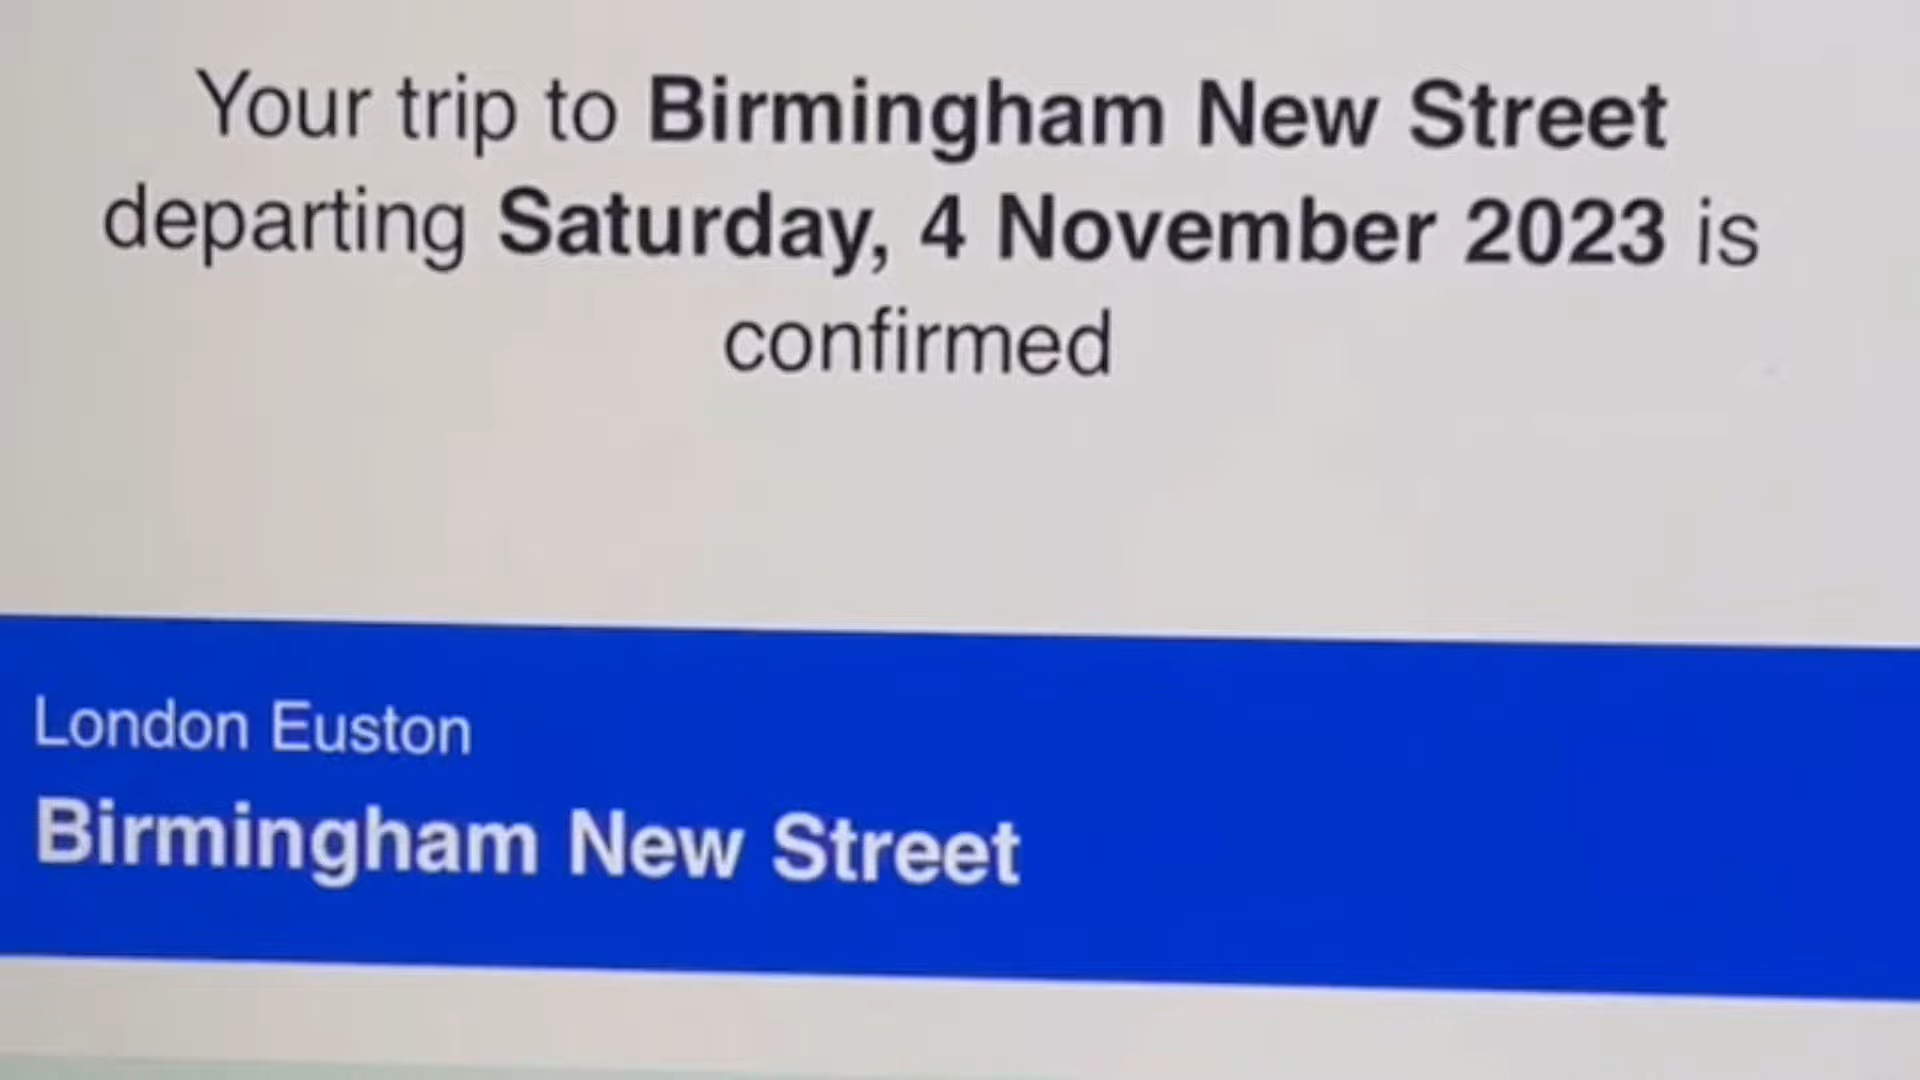 Your trip to Birmingham New Street
departing Saturday, 4 November 2023 is
confirmed
London Euston
Birmingham New Street